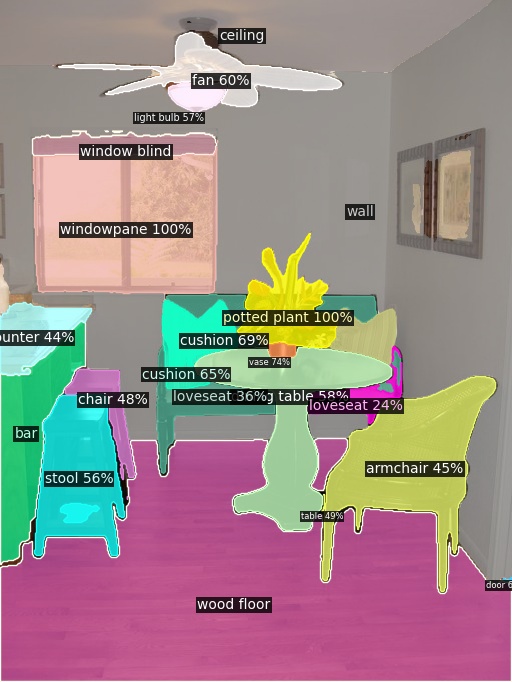 ceiling
fan 60%
light bulb 57%
window blind
wall
windowpane 100%
potted plant 100%
ounter 44%
cushion 69%
vase 74%
cushion 65%
chair 48%
loveseat 36%
g table 58%
loveseat 24%
bar
armchair 45%
stool 56%
table 49%
door 6
wood floor